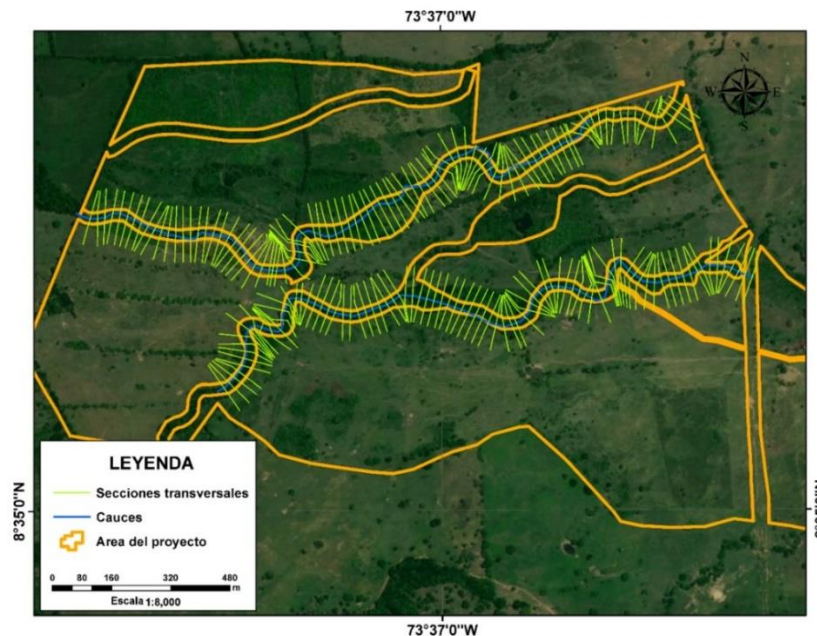 73°37'0"W
N
W E
S
8°35'0"N
LEYENDA
Secciones transversales
Cauces
Area del proyecto
0 80 160 320 480
m
Escala 1:8,000
73°37'0"W